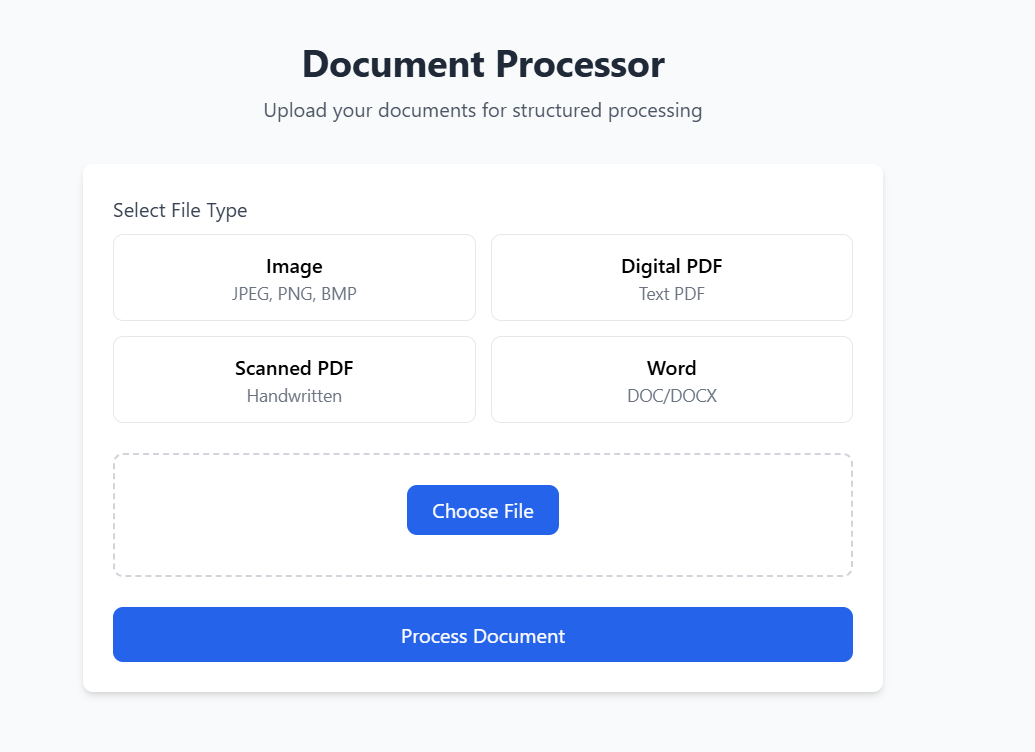 Document Processor
Upload your documents for structured processing
Select File Type
Image
JPEG, PNG, BMP
Digital PDF
Text PDF
Scanned PDF
Handwritten
Word
DOC/DOCX
Choose File
Process Document